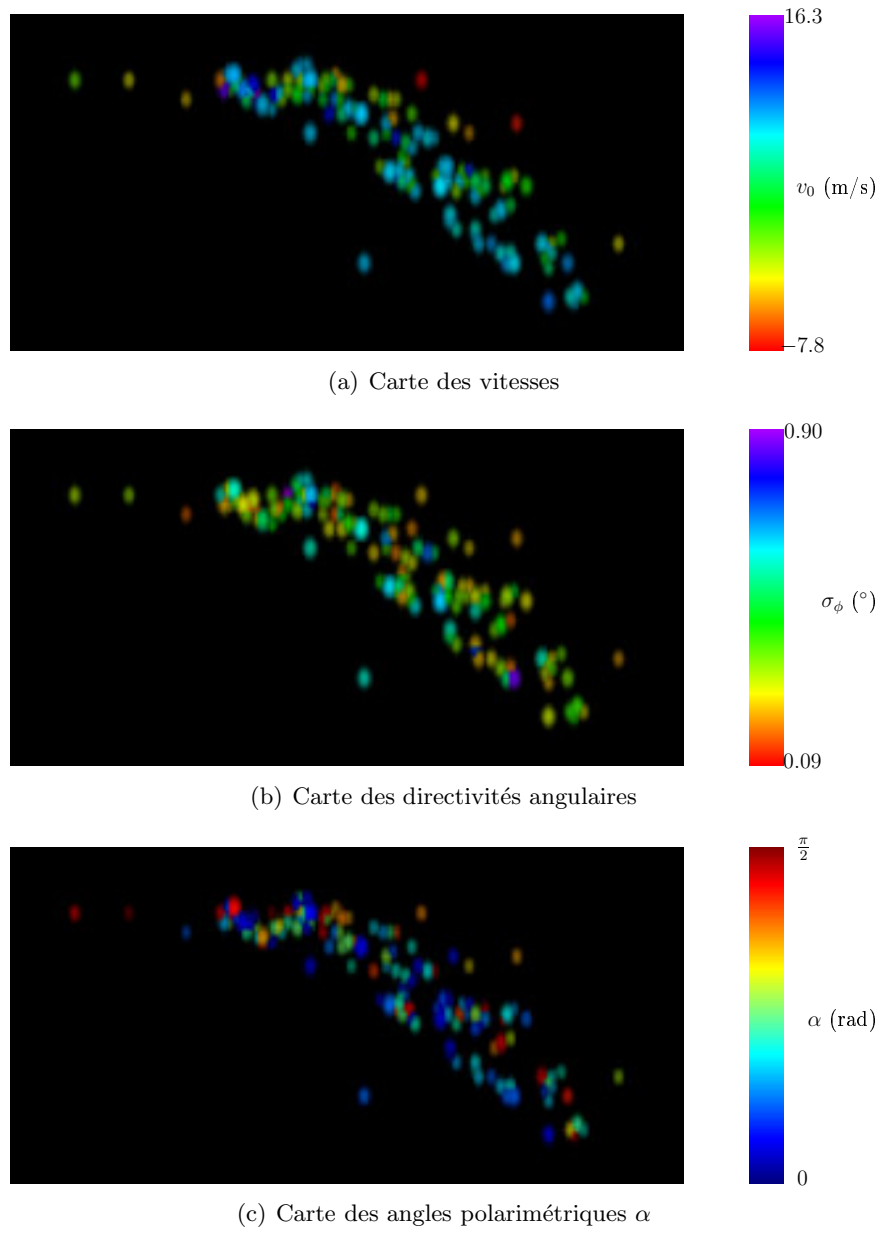 16.3
v₀ (m/s)
−7.8
(a) Carte des vitesses
0.90
σ_ϕ (°)
0.09
(b) Carte des directivités angulaires
π/2
α (rad)
0
(c) Carte des angles polarimétriques α